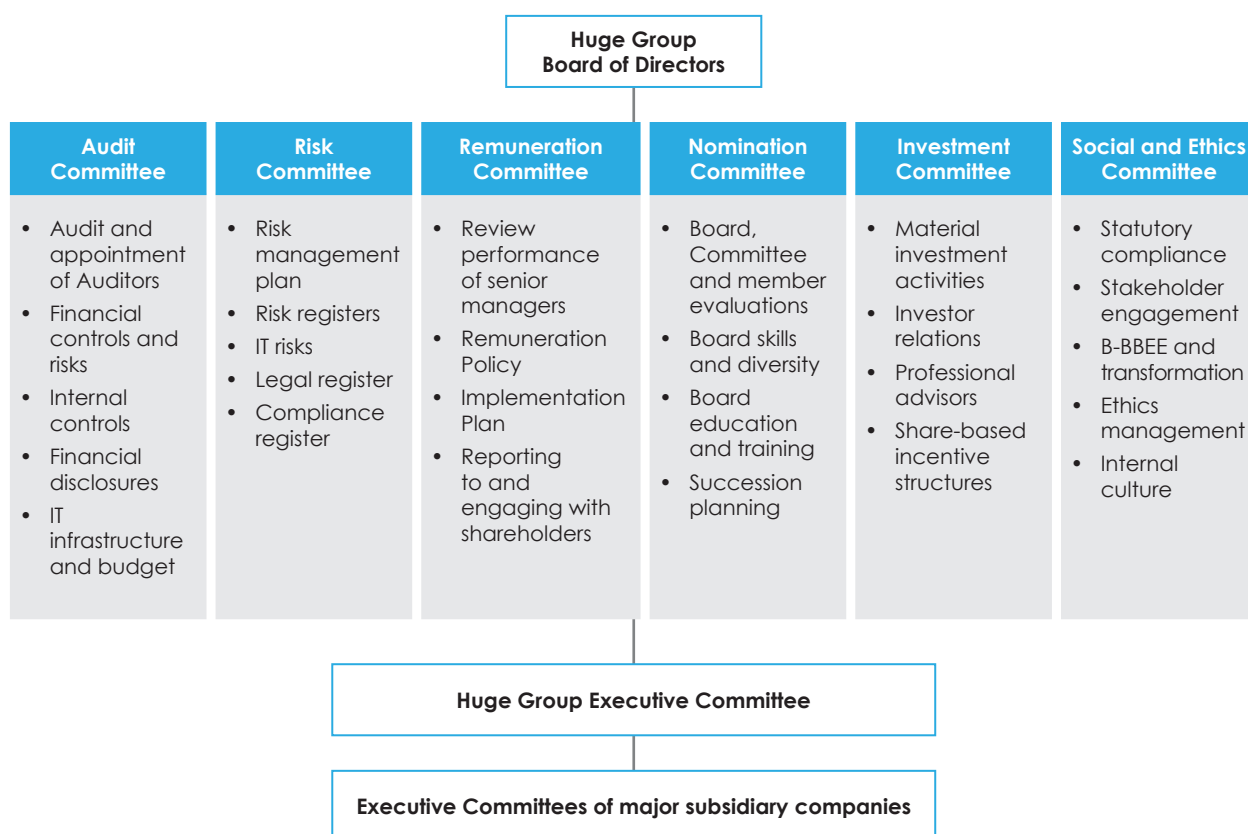 Huge Group
Board of Directors
Audit
Committee
• Audit and
appointment
of Auditors
• Financial
controls and
risks
• Internal
controls
• Financial
disclosures
• IT
infrastructure
and budget
Risk
Committee
• Risk
management
plan
• Risk registers
• IT risks
• Legal register
• Compliance
register
Remuneration
Committee
• Review
performance
of senior
managers
• Remuneration
Policy
• Implementation
Plan
• Reporting
to and
engaging with
shareholders
Nomination
Committee
• Board,
Committee
and member
evaluations
• Board skills
and diversity
• Board
education
and training
• Succession
planning
Investment
Committee
• Material
investment
activities
• Investor
relations
• Professional
advisors
• Share-based
incentive
structures
Social and Ethics
Committee
• Statutory
compliance
• Stakeholder
engagement
• B-BBEE and
transformation
• Ethics
management
• Internal
culture
Huge Group Executive Committee
Executive Committees of major subsidiary companies